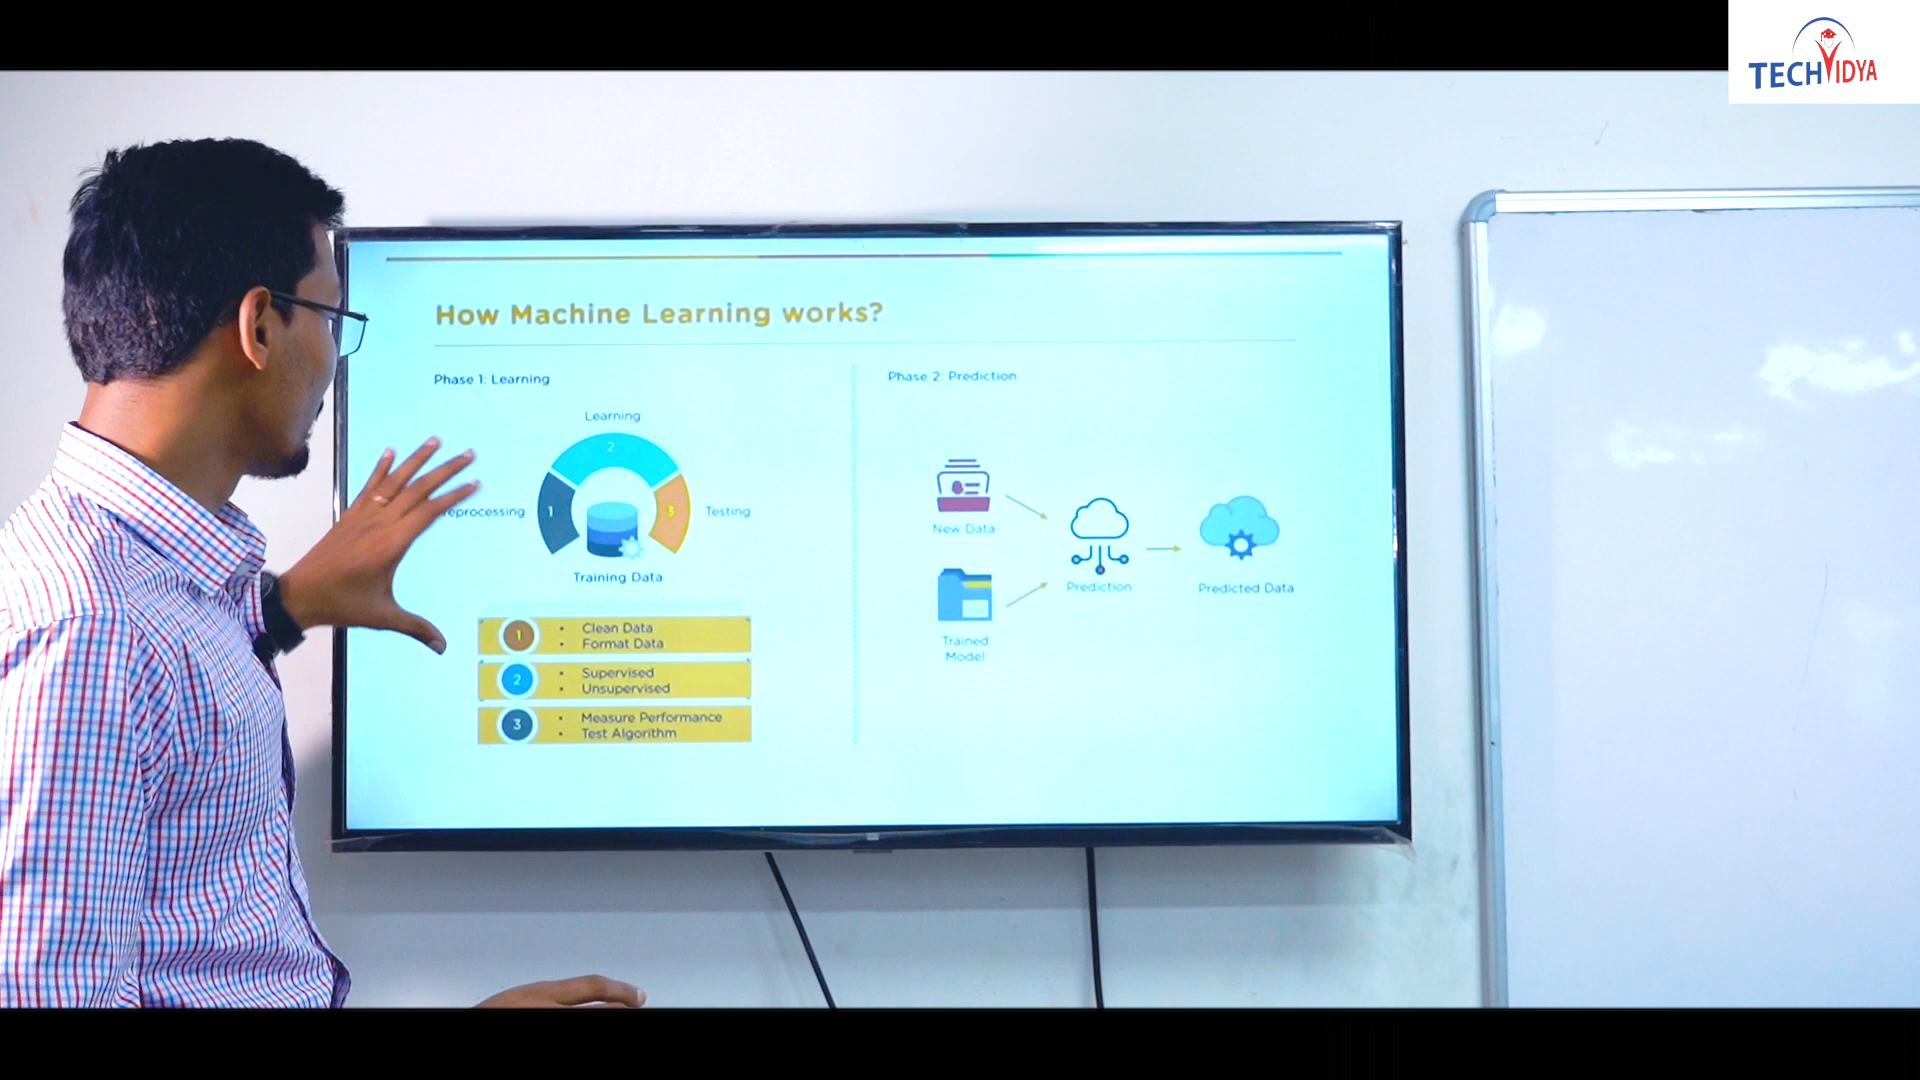 TECHVIDYA
How Machine Learning works?
Phase 1: Learning
Learning
2
1
3
eprocessing
Testing
Training Data
1
• Clean Data
• Format Data
2
• Supervised
• Unsupervised
3
• Measure Performance
• Test Algorithm
Phase 2: Prediction
New Data
Trained
Model
Prediction
Predicted Data